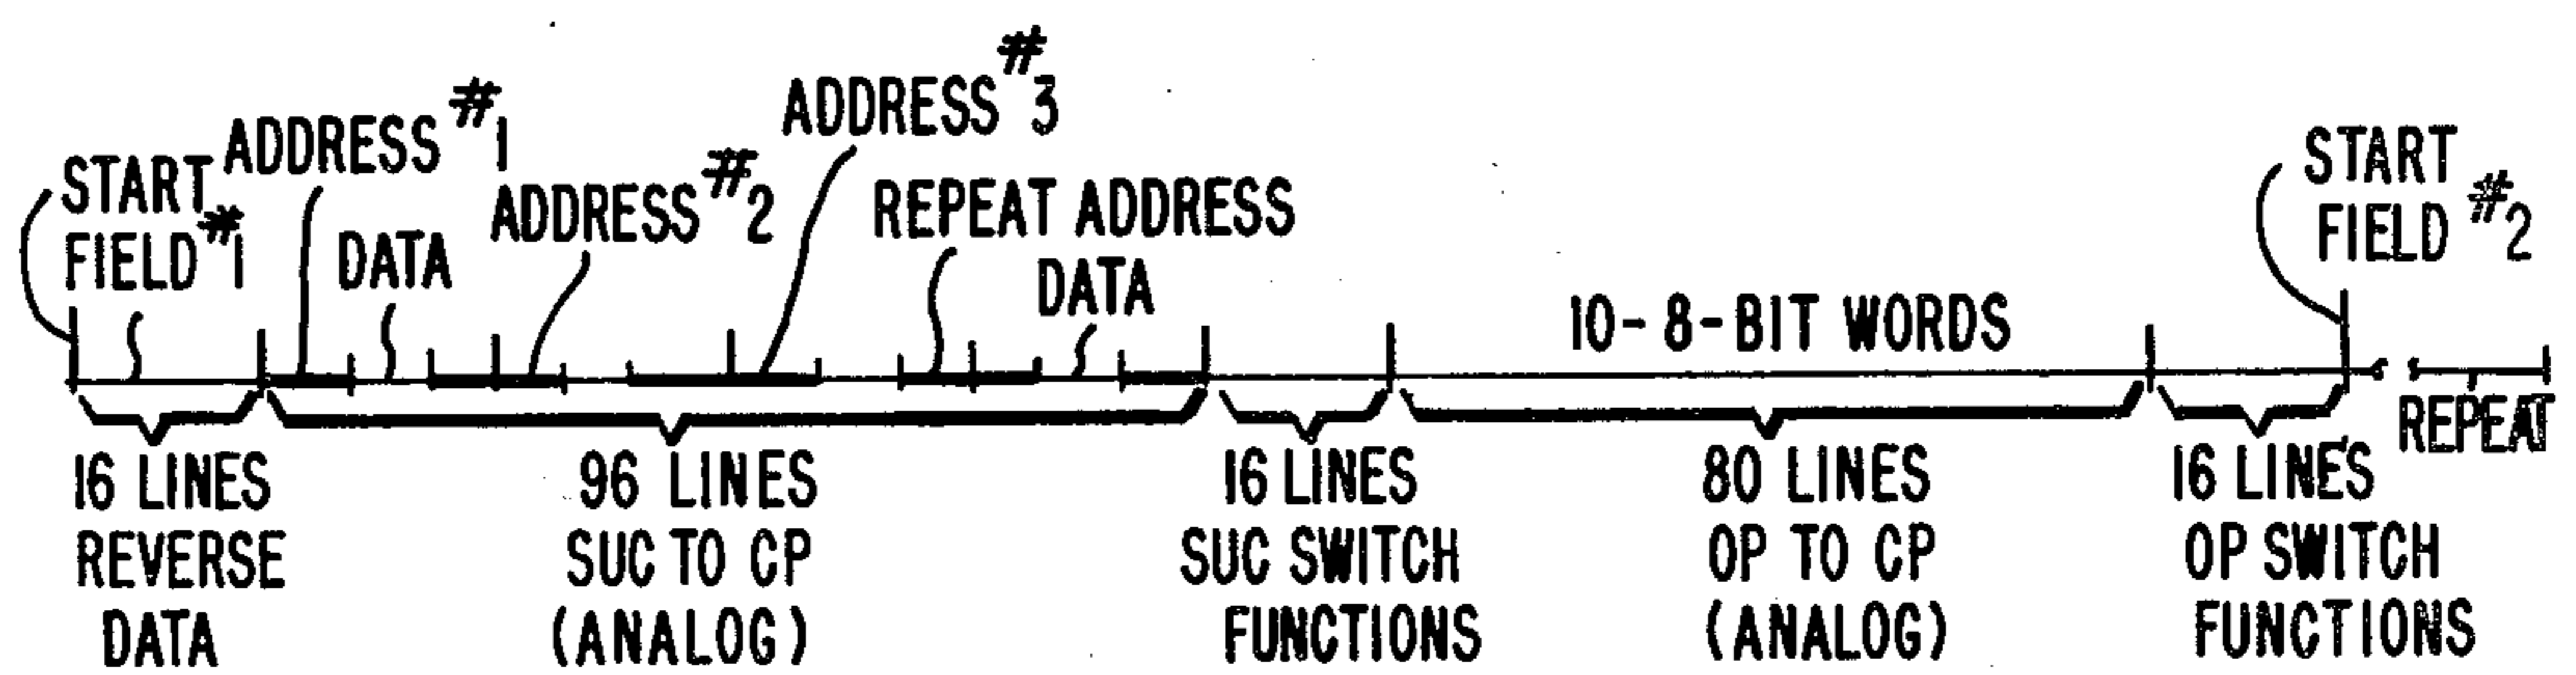 START
FIELD #1
ADDRESS #1
DATA
ADDRESS #2
ADDRESS #3
REPEAT ADDRESS
DATA
10-8-BIT WORDS
START
FIELD #2
16 LINES
REVERSE
DATA
96 LINES
SUC TO CP
(ANALOG)
16 LINES
SUC SWITCH
FUNCTIONS
80 LINES
OP TO CP
(ANALOG)
16 LINES
OP SWITCH
FUNCTIONS
REPEAT